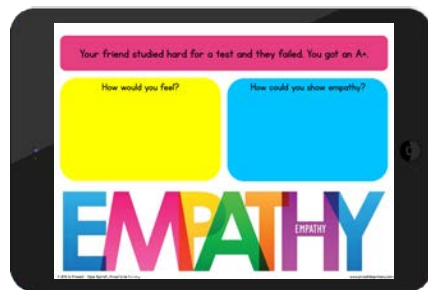 Your friend studied hard for a test and they failed. You got an A+.
How would you feel?
How could you show empathy?
EMPATHY
EMPATHY